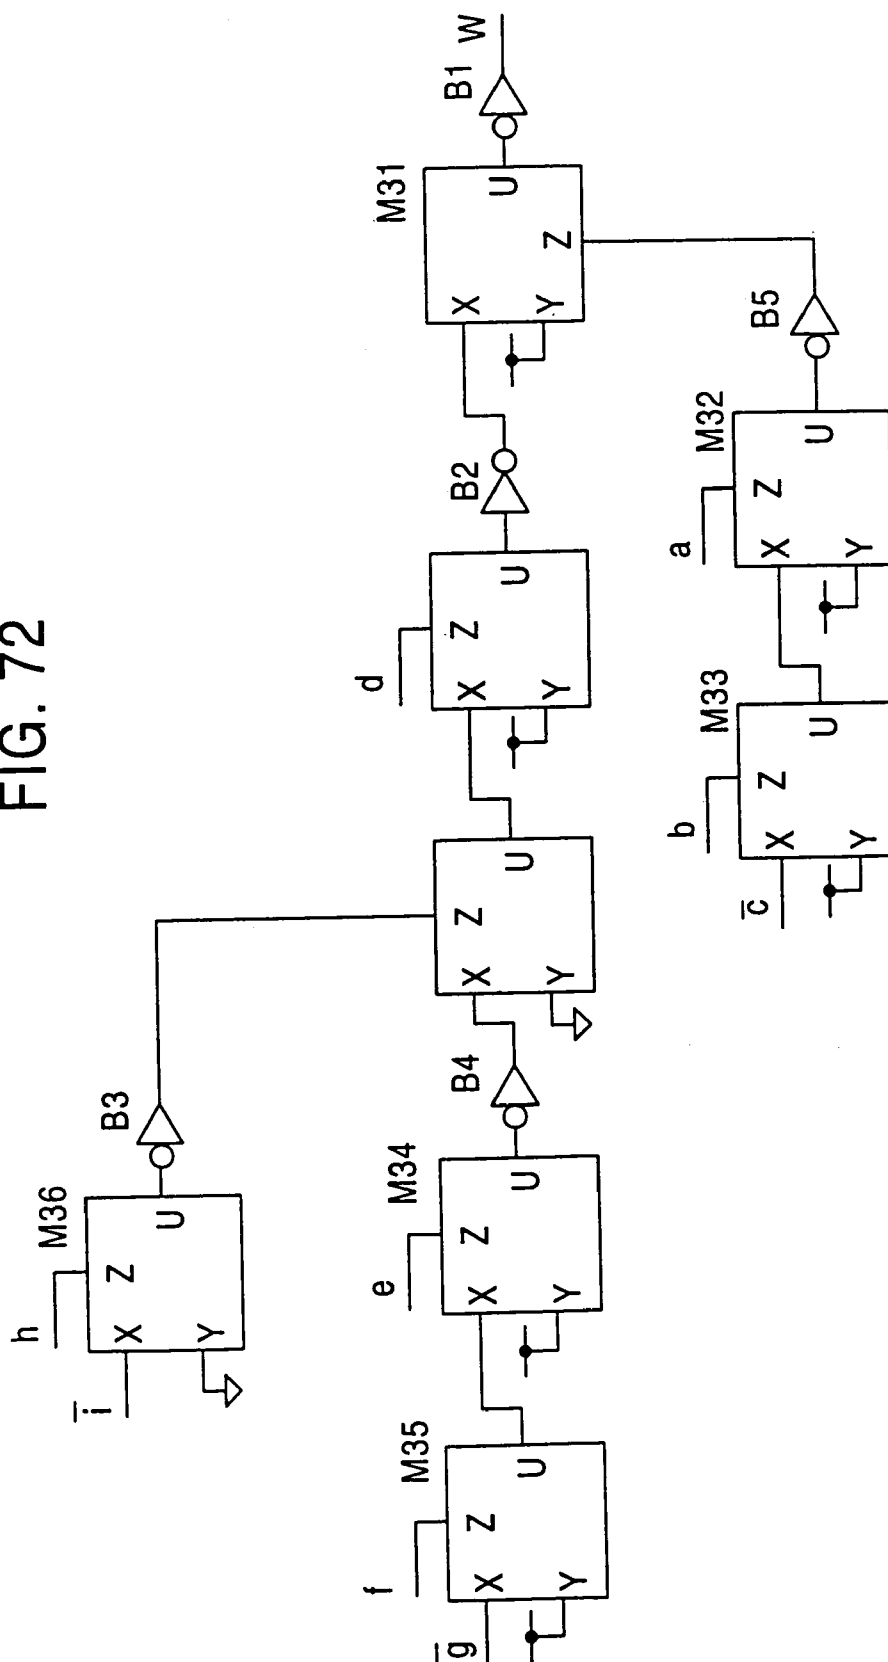 FIG. 72
h
M36
Z
X
U
Y
i̅
B3
f
M35
Z
X
U
Y
g̅
e
M34
Z
X
U
Y
B4
Z
X
U
Y
d
Z
X
U
Y
B2
M31
X
U
Y
Z
B1
W
b
M33
Z
X
U
Y
c̅
a
M32
Z
X
U
Y
B5